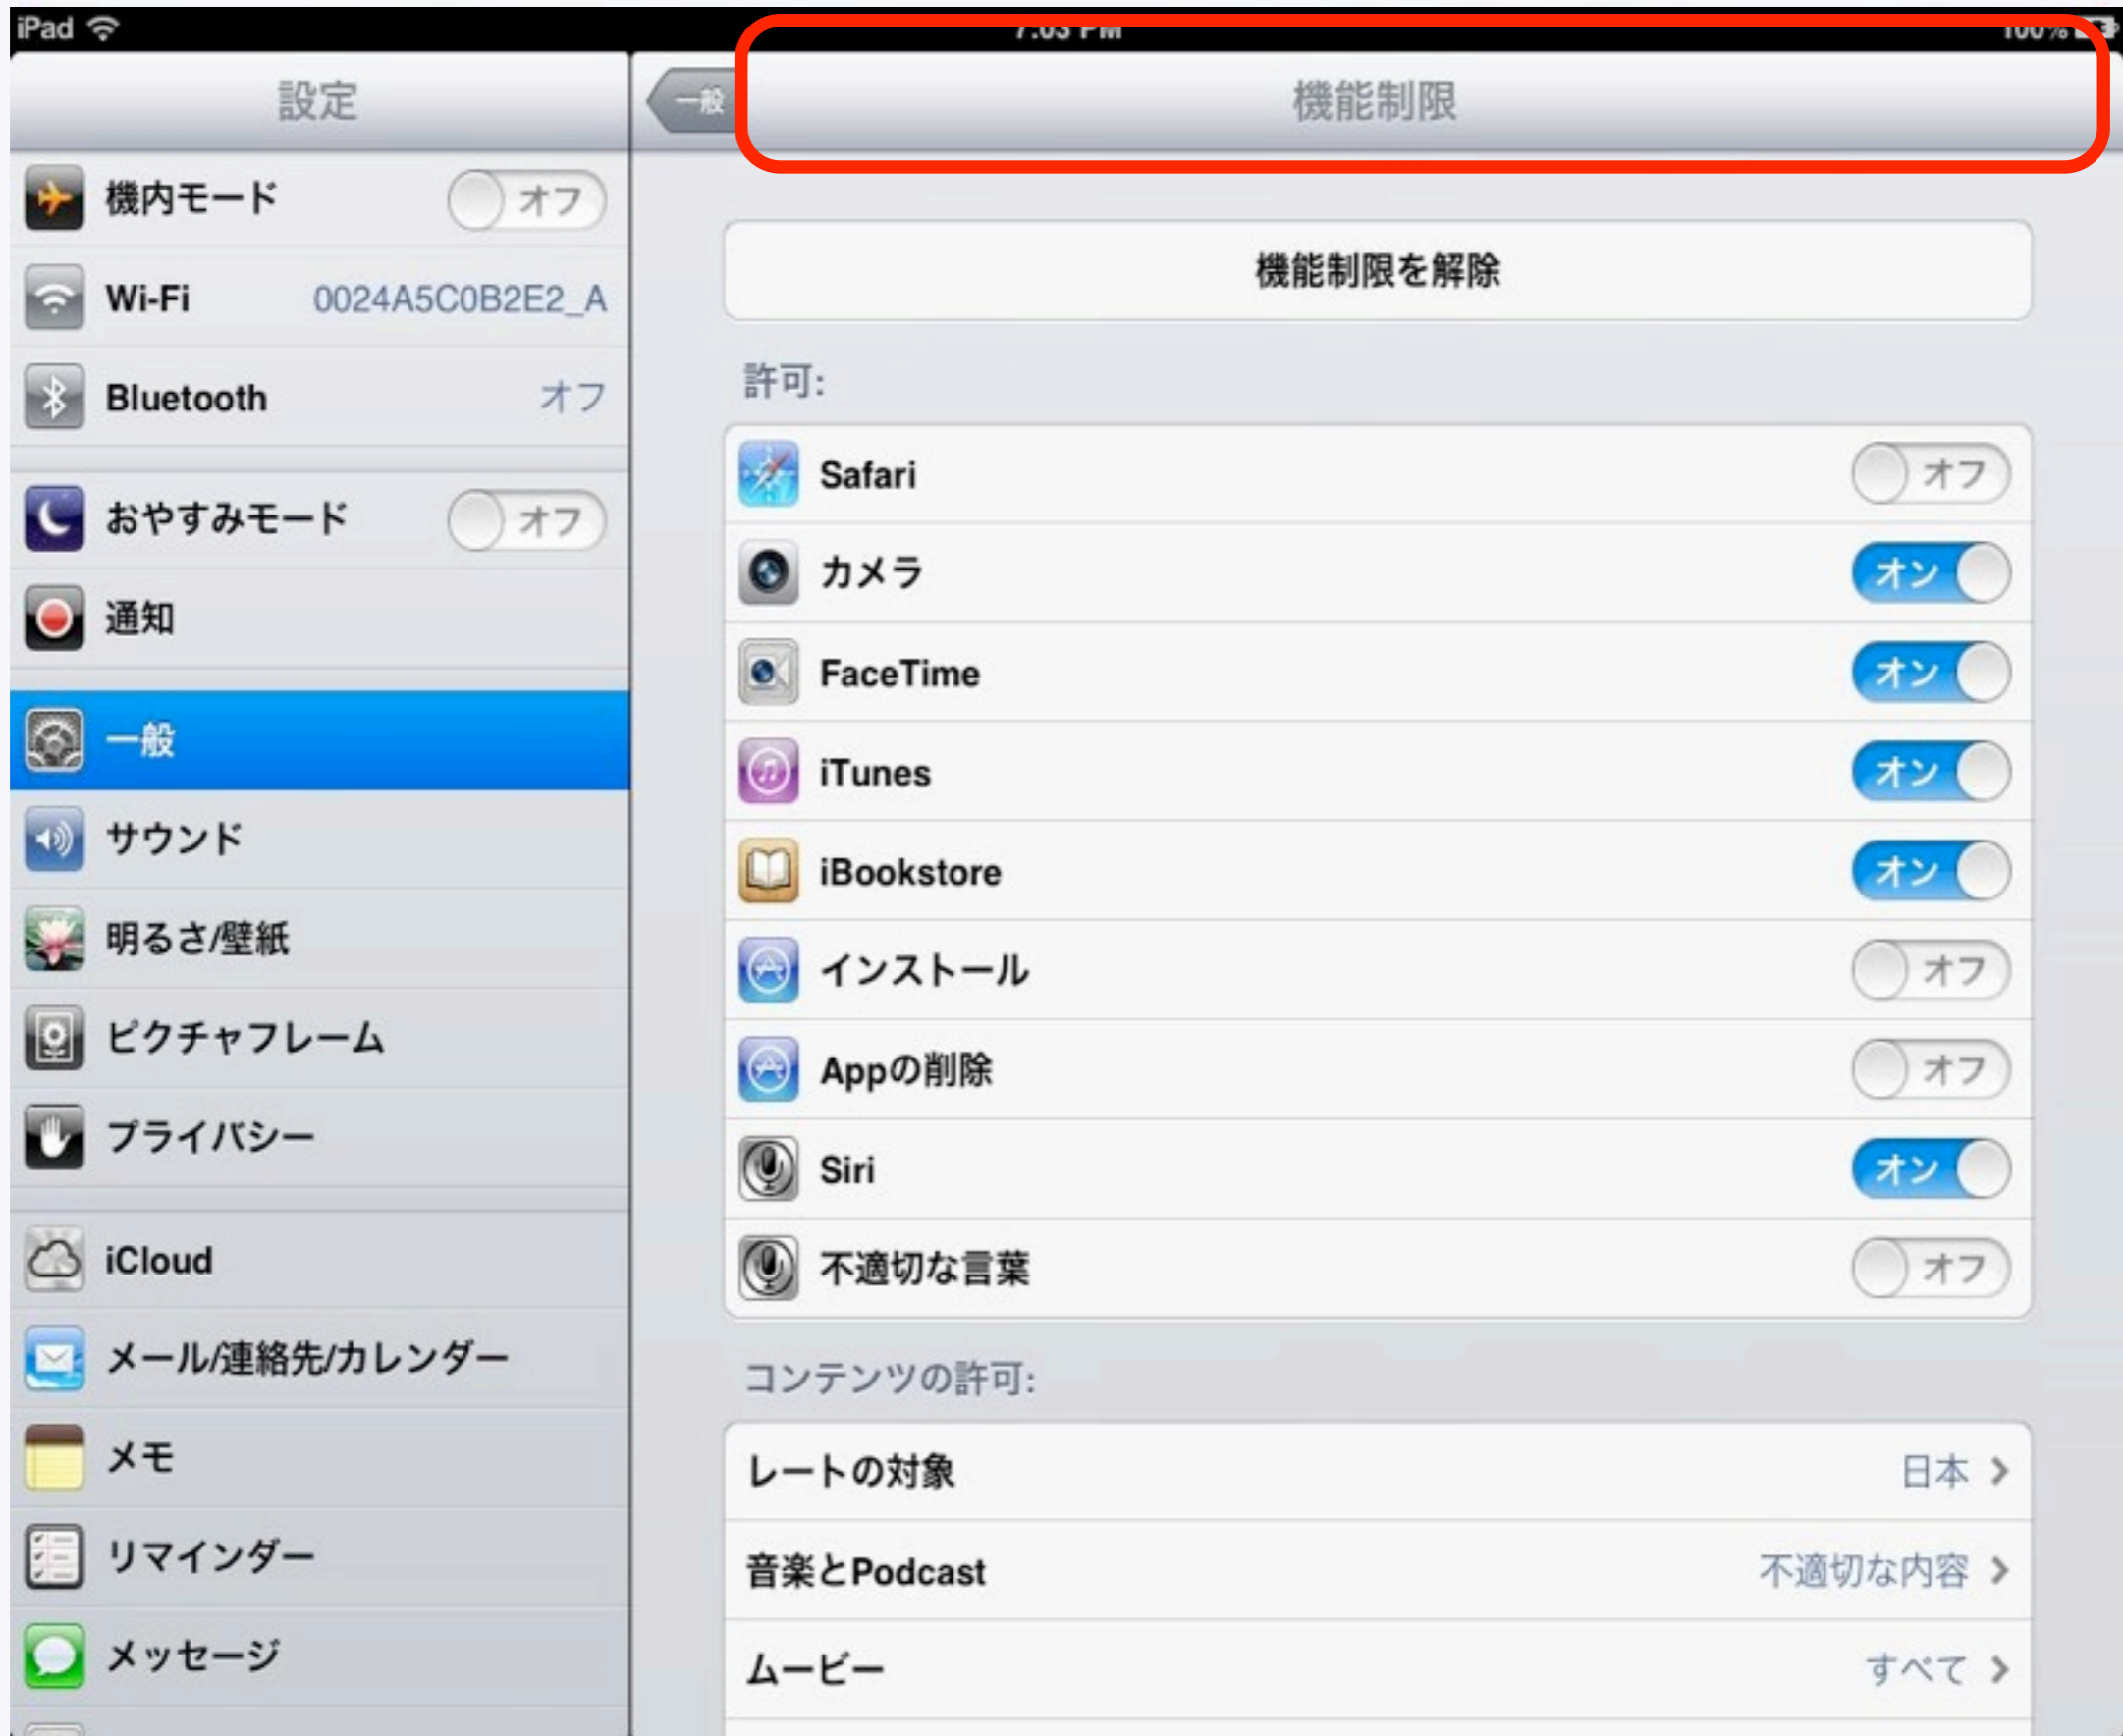 iPad
7:03 PM
100%
設定
機内モード
オフ
Wi-Fi
0024A5C0B2E2_A
Bluetooth
オフ
おやすみモード
オフ
通知
一般
サウンド
明るさ/壁紙
ピクチャフレーム
プライバシー
iCloud
メール/連絡先/カレンダー
メモ
リマインダー
メッセージ
一般
機能制限
機能制限を解除
許可:
Safari
オフ
カメラ
オン
FaceTime
オン
iTunes
オン
iBookstore
オン
インストール
オフ
Appの削除
オフ
Siri
オン
不適切な言葉
オフ
コンテンツの許可:
レートの対象
日本
音楽とPodcast
不適切な内容
ムービー
すべて